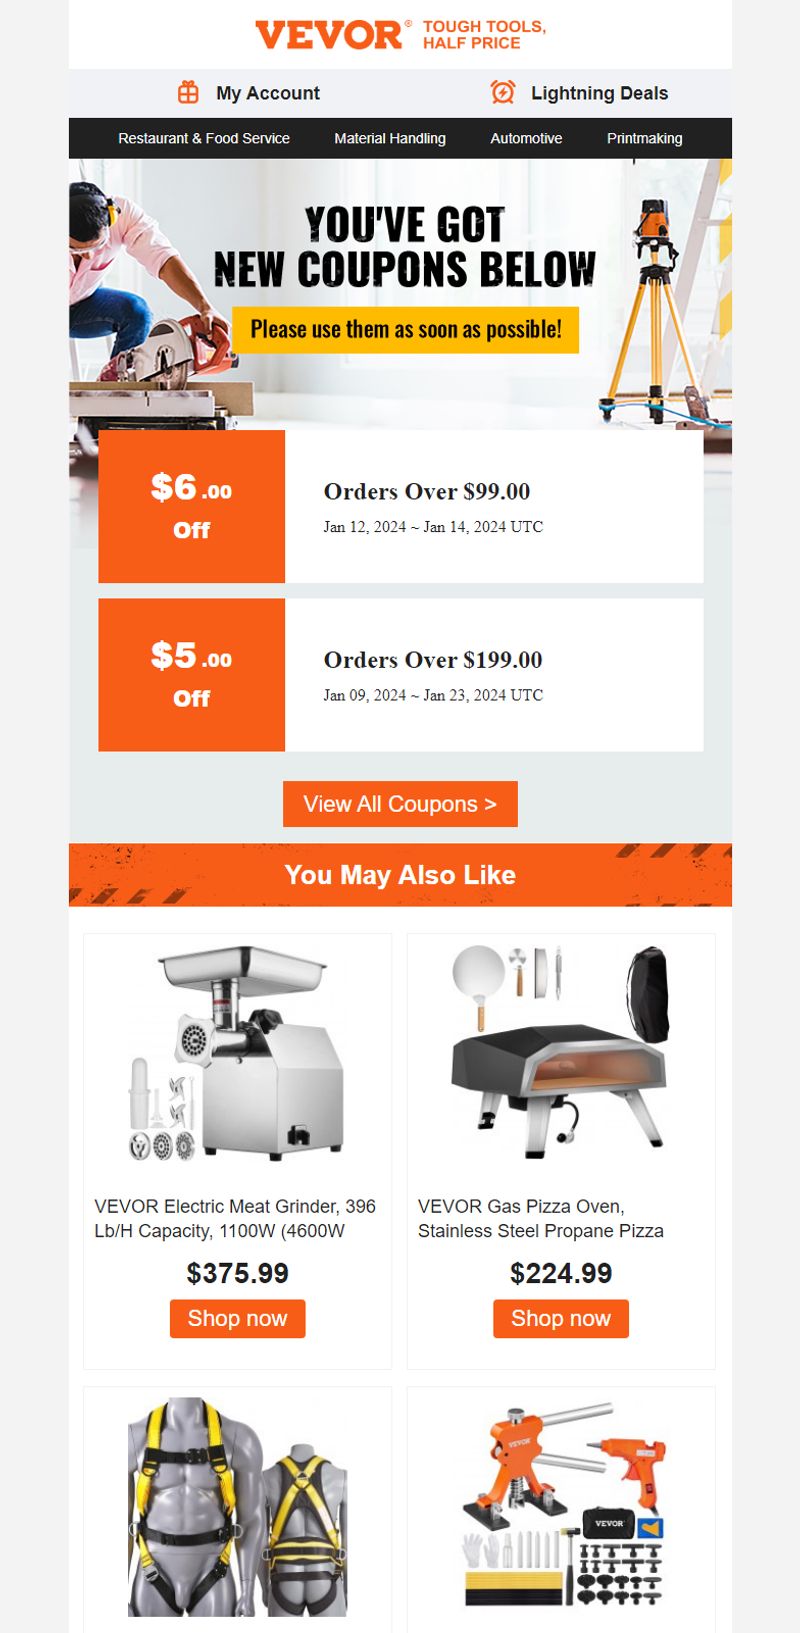 VEVOR® TOUGH TOOLS,
HALF PRICE
My Account
Lightning Deals
Restaurant & Food Service Material Handling Automotive Printmaking
YOU'VE GOT
NEW COUPONS BELOW
Please use them as soon as possible!
$6.00
Off
Orders Over $99.00
Jan 12, 2024 ~ Jan 14, 2024 UTC
$5.00
Off
Orders Over $199.00
Jan 09, 2024 ~ Jan 23, 2024 UTC
View All Coupons >
You May Also Like
VEVOR Electric Meat Grinder, 396
Lb/H Capacity, 1100W (4600W
$375.99
Shop now
VEVOR Gas Pizza Oven,
Stainless Steel Propane Pizza
$224.99
Shop now
VEVOR
VEVOR